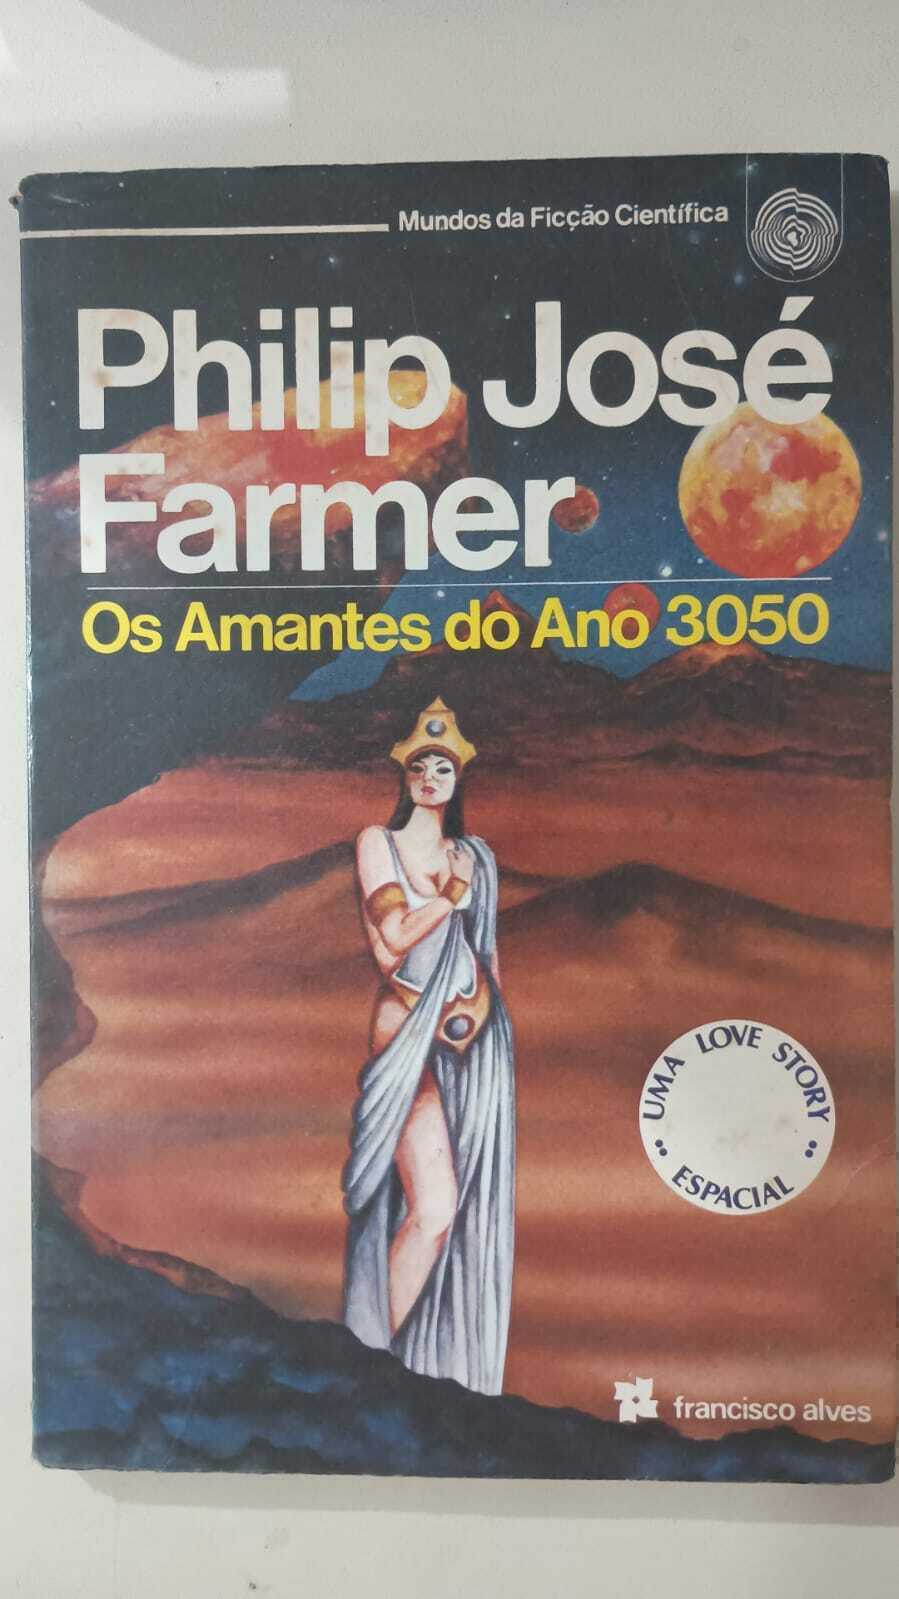 Mundos da Ficção Científica
Philip José
Farmer
Os Amantes do Ano 3050
UMA LOVE STORY
ESPACIAL
francisco alves